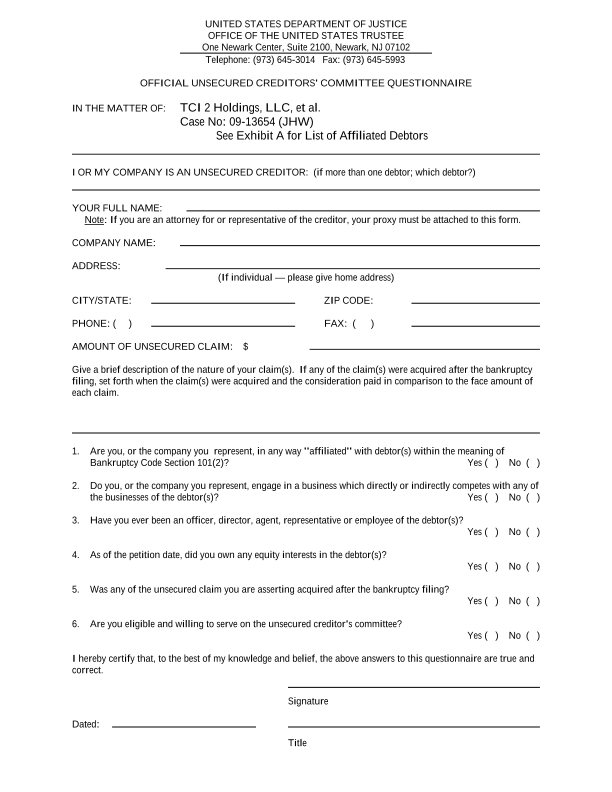 UNITED STATES DEPARTMENT OF JUSTICE
OFFICE OF THE UNITED STATES TRUSTEE
One Newark Center, Suite 2100, Newark, NJ 07102
Telephone: (973) 645-3014 Fax: (973) 645-5993
OFFICIAL UNSECURED CREDITORS' COMMITTEE QUESTIONNAIRE
IN THE MATTER OF: TCI 2 Holdings, LLC, et al.
Case No: 09-13654 (JHW)
See Exhibit A for List of Affiliated Debtors
I OR MY COMPANY IS AN UNSECURED CREDITOR: (if more than one debtor; which debtor?)
YOUR FULL NAME:
Note: If you are an attorney for or representative of the creditor, your proxy must be attached to this form.
COMPANY NAME:
ADDRESS:
(If individual — please give home address)
CITY/STATE: ZIP CODE:
PHONE: ( ) FAX: ( )
AMOUNT OF UNSECURED CLAIM: $
Give a brief description of the nature of your claim(s). If any of the claim(s) were acquired after the bankruptcy
filing, set forth when the claim(s) were acquired and the consideration paid in comparison to the face amount of
each claim.
1. Are you, or the company you represent, in any way "affiliated" with debtor(s) within the meaning of
Bankruptcy Code Section 101(2)? Yes ( ) No ( )
2. Do you, or the company you represent, engage in a business which directly or indirectly competes with any of
the businesses of the debtor(s)? Yes ( ) No ( )
3. Have you ever been an officer, director, agent, representative or employee of the debtor(s)?
Yes ( ) No ( )
4. As of the petition date, did you own any equity interests in the debtor(s)?
Yes ( ) No ( )
5. Was any of the unsecured claim you are asserting acquired after the bankruptcy filing?
Yes ( ) No ( )
6. Are you eligible and willing to serve on the unsecured creditor's committee?
Yes ( ) No ( )
I hereby certify that, to the best of my knowledge and belief, the above answers to this questionnaire are true and
correct.
Signature
Dated:
Title